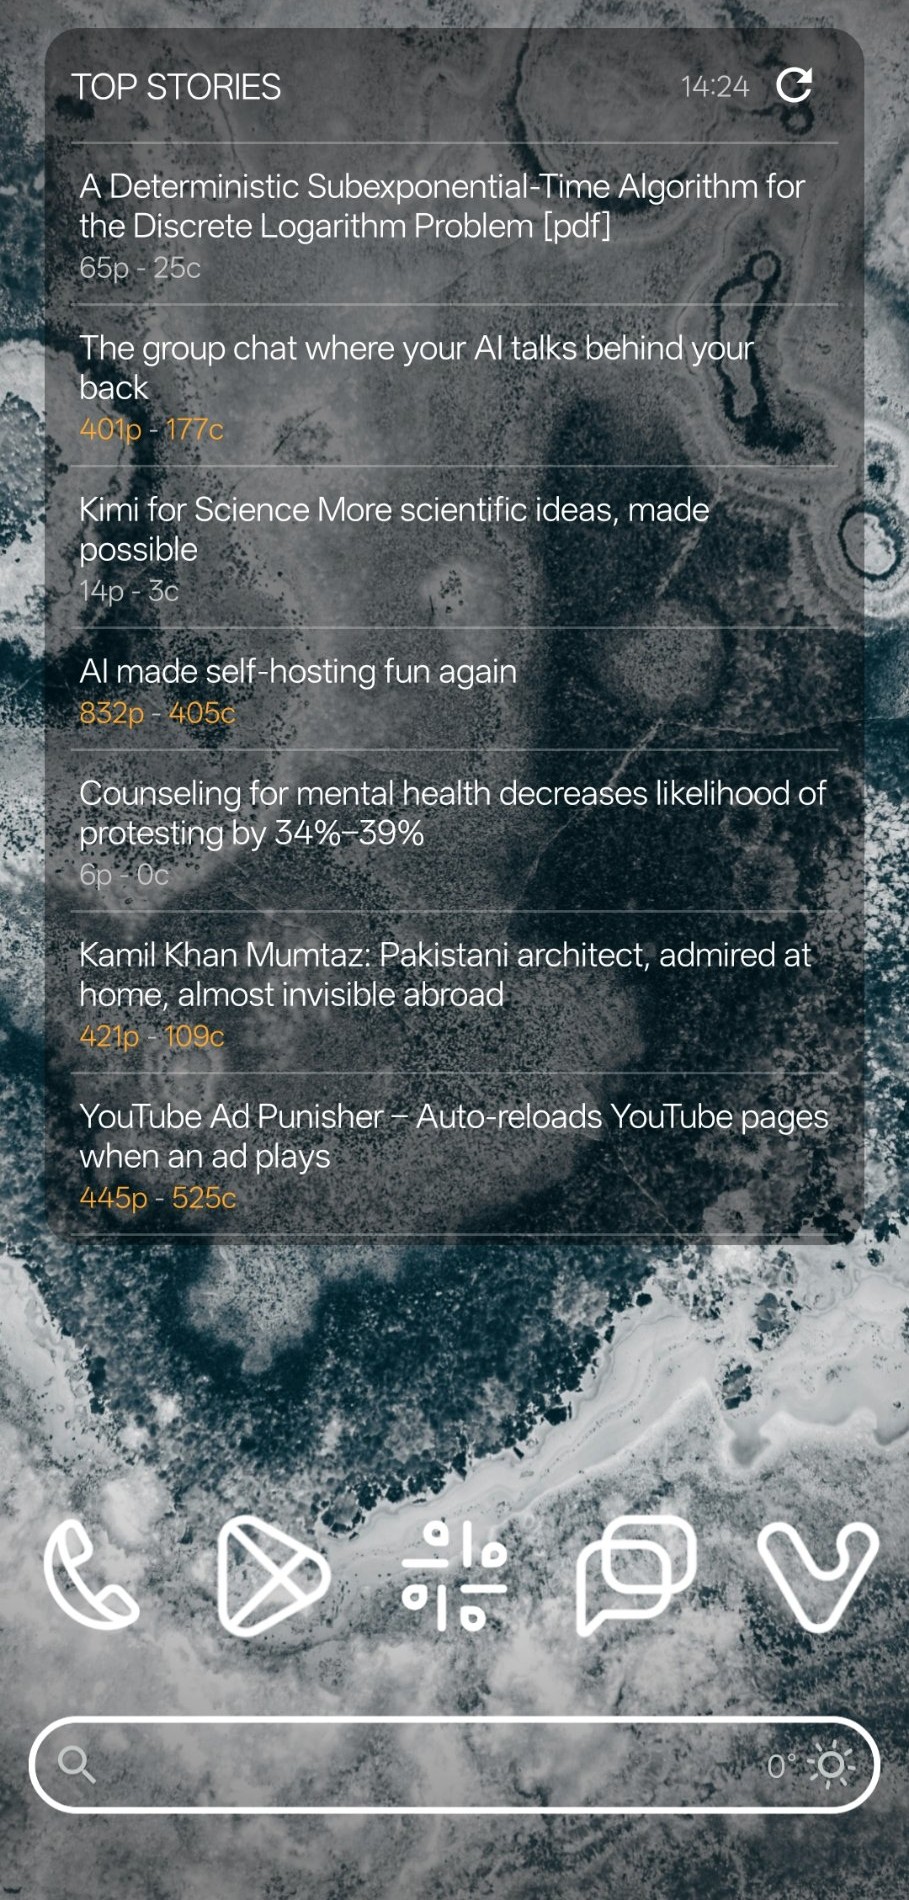 TOP STORIES 14:24
A Deterministic Subexponential-Time Algorithm for
the Discrete Logarithm Problem [pdf]
65p - 25c
The group chat where your AI talks behind your
back
401p - 177c
Kimi for Science More scientific ideas, made
possible
14p - 3c
AI made self-hosting fun again
832p - 405c
Counseling for mental health decreases likelihood of
protesting by 34%–39%
6p - 0c
Kamil Khan Mumtaz: Pakistani architect, admired at
home, almost invisible abroad
421p - 109c
YouTube Ad Punisher – Auto-reloads YouTube pages
when an ad plays
445p - 525c
0°